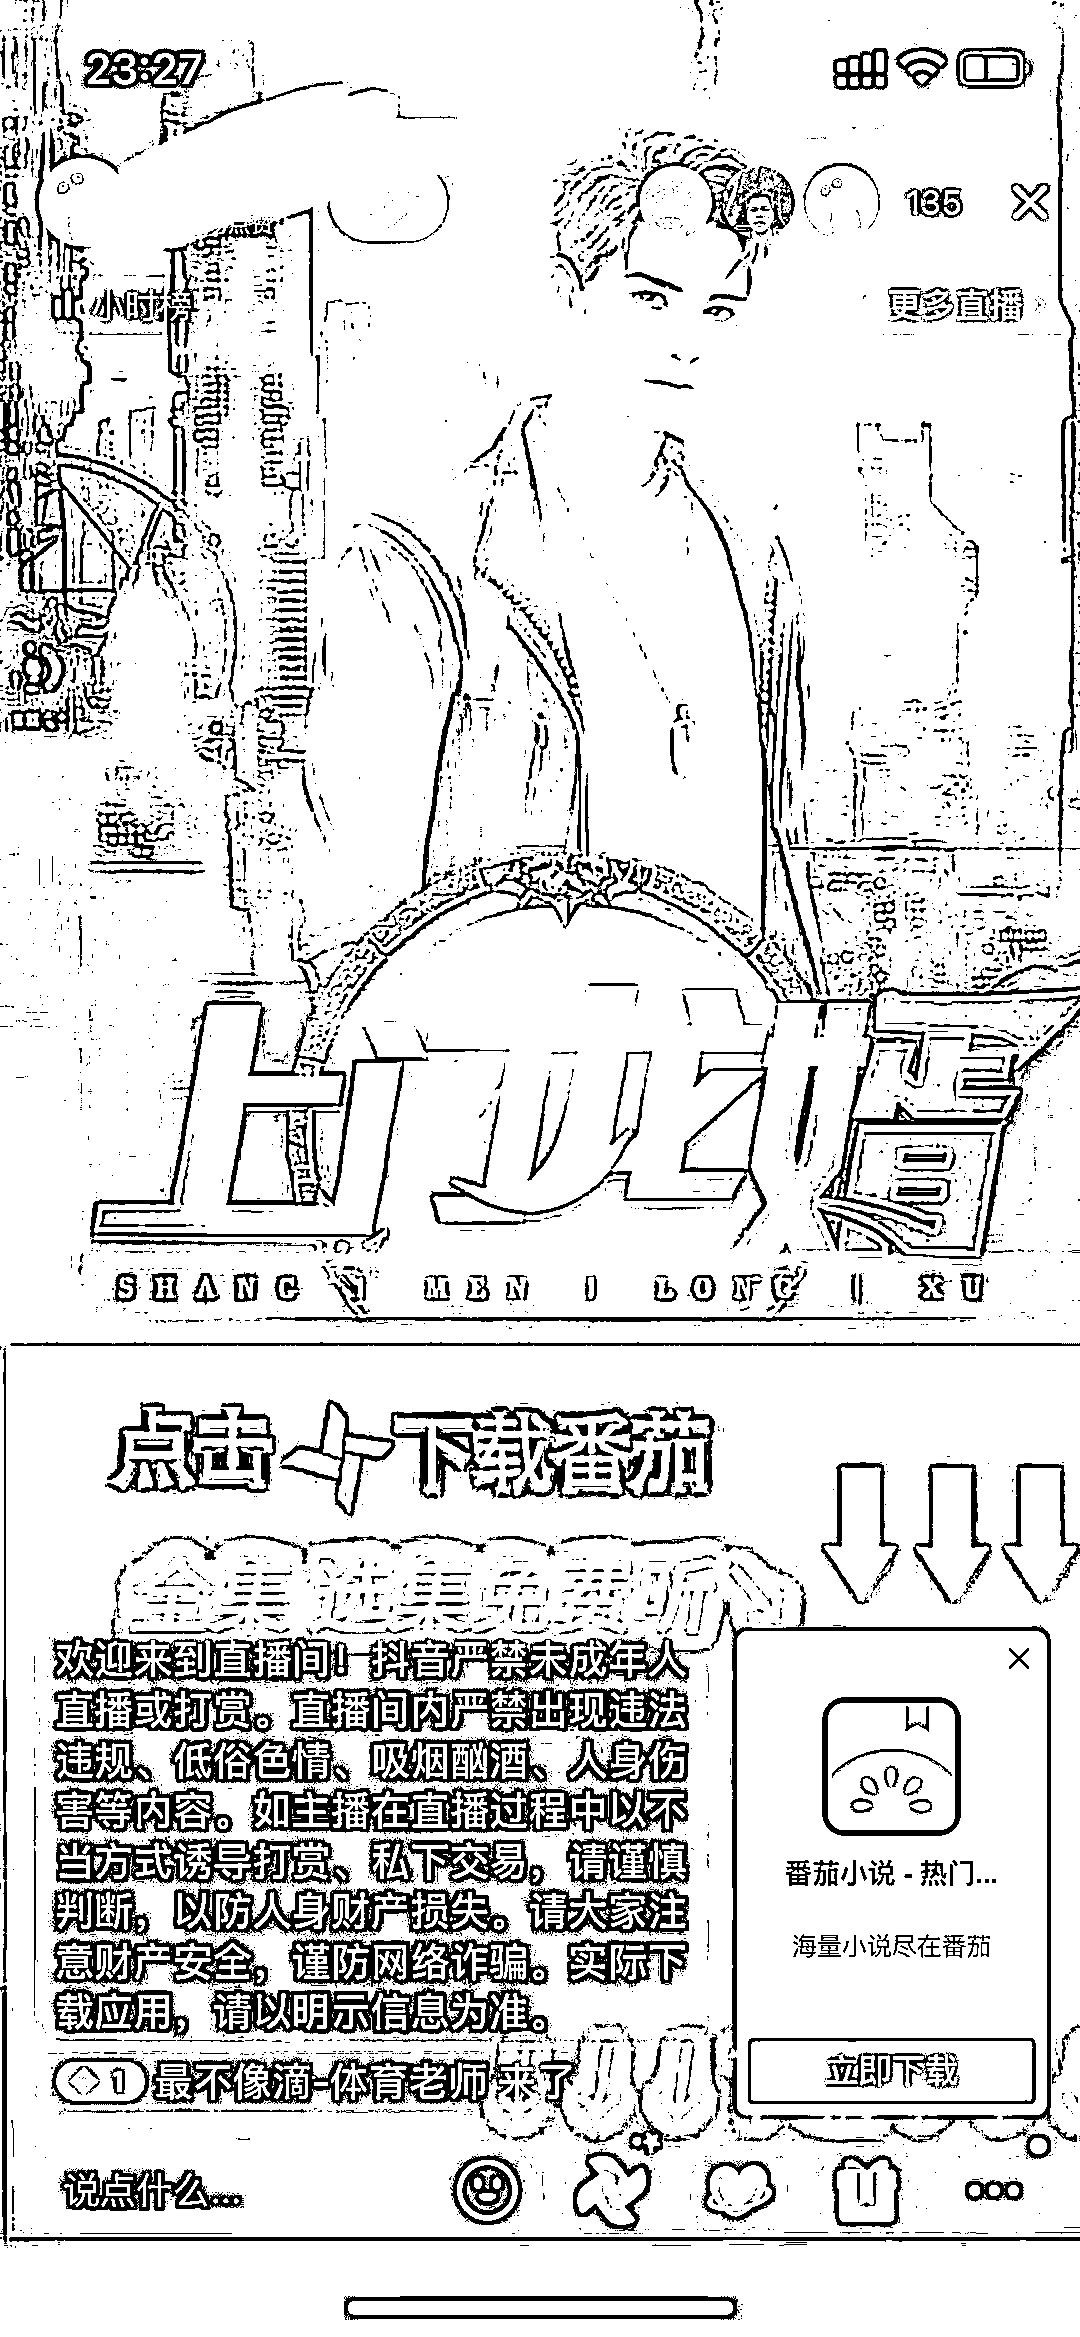 23:27
135
小时榜
更多直播
SHANG MEN LONG XU
点击 下载番茄
全集选集免费听
欢迎来到直播间！抖音严禁未成年人
直播或打赏。直播间内严禁出现违法
违规、低俗色情、吸烟酗酒、人身伤
害等内容。如主播在直播过程中以不
当方式诱导打赏、私下交易，请谨慎
判断，以防人身财产损失。请大家注
意财产安全，谨防网络诈骗。实际下
载应用，请以明示信息为准。
番茄小说 - 热门...
海量小说尽在番茄
立即下载
1 最不像滴-体育老师 来了
说点什么...